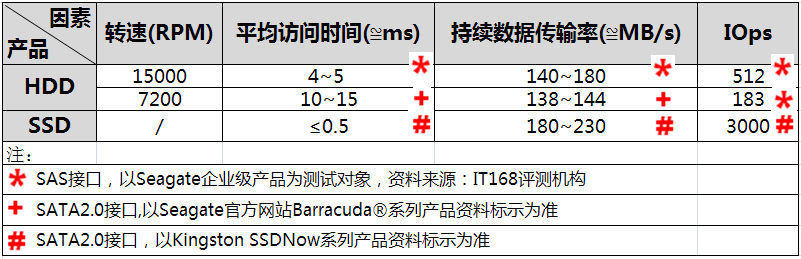 因素
产品
转速(RPM) 平均访问时间(≌ms) 持续数据传输率(≌MB/s) IOps
HDD
15000 4~5 * 140~180 * 512 *
7200 10~15 + 138~144 + 183 *
SSD / ≤0.5 # 180~230 # 3000 #
注:
* SAS接口，以Seagate企业级产品为测试对象，资料来源：IT168评测机构
+ SATA2.0接口,以Seagate官方网站Barracuda®系列产品资料标示为准
# SATA2.0接口，以Kingston SSDNow系列产品资料标示为准